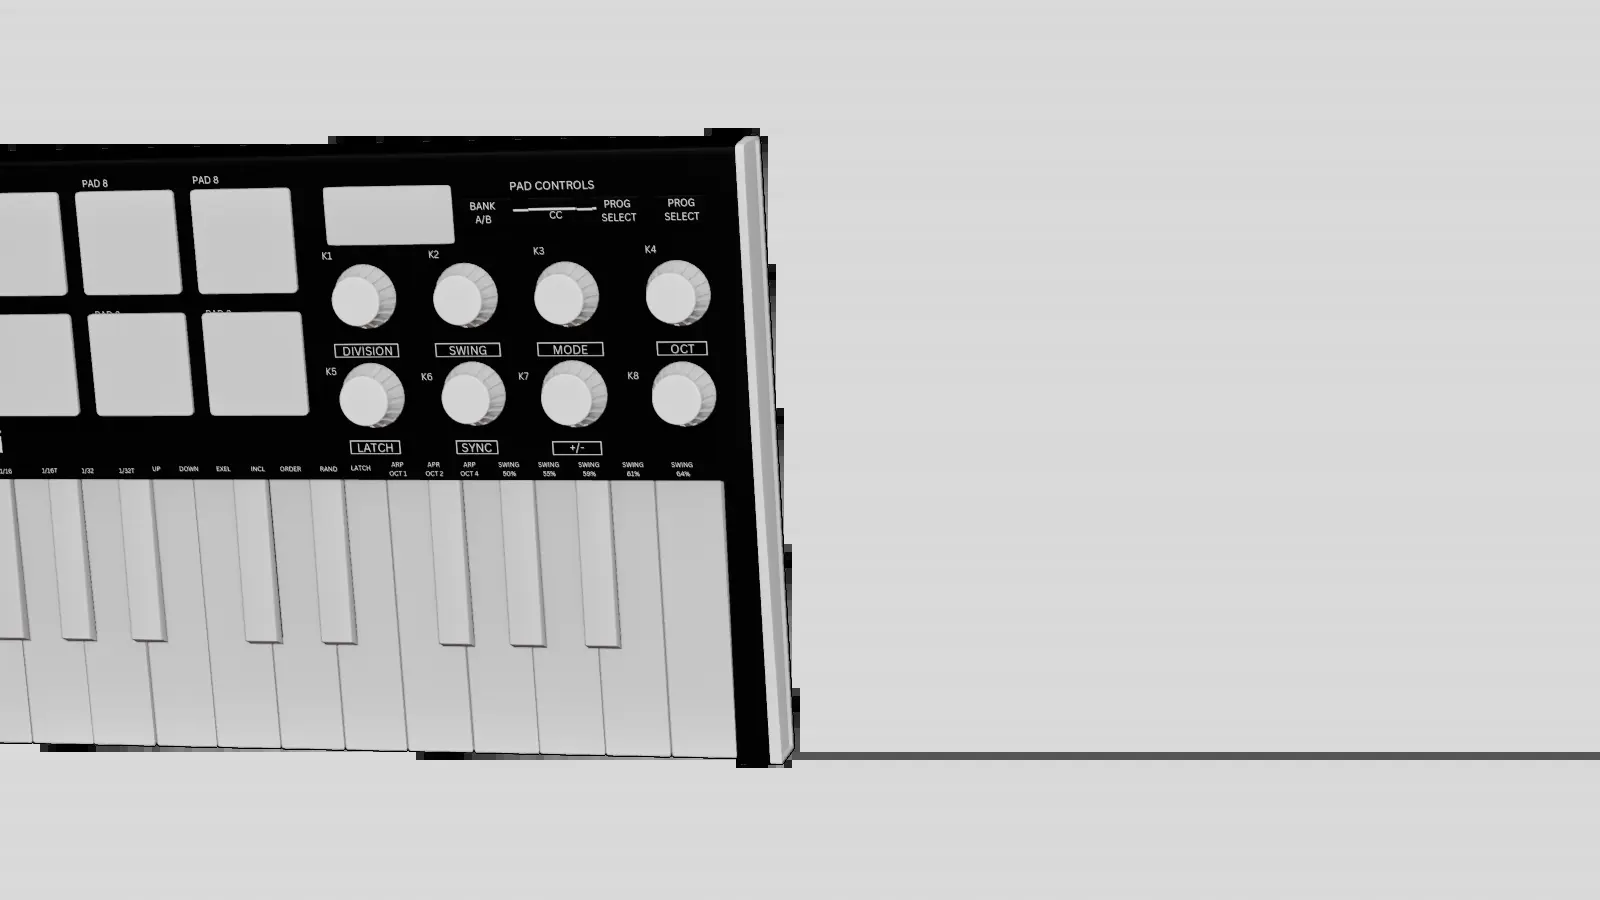 PAD 8
PAD 8
PAD CONTROLS
BANK
A/B
CC
PROG
SELECT
PROG
SELECT
K1
K2
K3
K4
DIVISION
SWING
MODE
OCT
K5
K6
K7
K8
LATCH
SYNC
+/-
i
1/16
1/16T
1/32
1/32T
UP
DOWN
EXEL
INCL
ORDER
RAND
LATCH
ARP
OCT 1
APR
OCT 2
ARP
OCT 4
SWING
50%
SWING
55%
SWING
59%
SWING
61%
SWING
64%